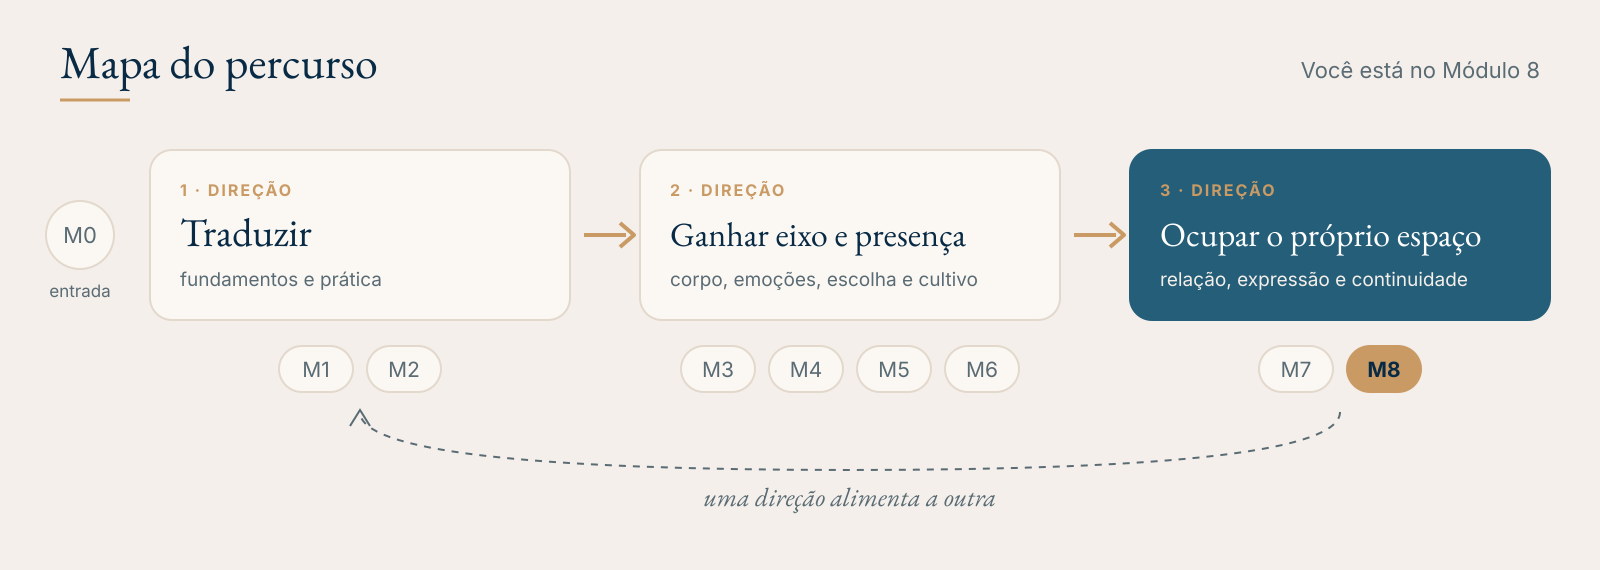 Mapa do percurso
Você está no Módulo 8
M0
entrada
1 · DIREÇÃO
Traduzir
fundamentos e prática
2 · DIREÇÃO
Ganhar eixo e presença
corpo, emoções, escolha e cultivo
3 · DIREÇÃO
Ocupar o próprio espaço
relação, expressão e continuidade
M1
M2
M3
M4
M5
M6
M7
M8
uma direção alimenta a outra